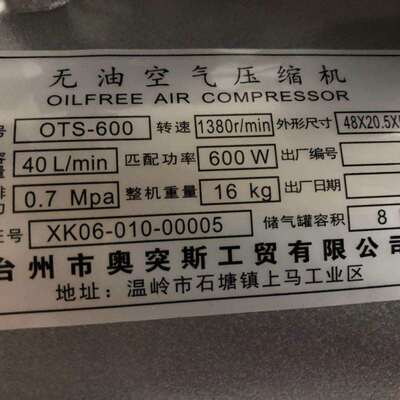 无油空气压缩机
OILFREE AIR COMPRESSOR
号 OTS-600 转速 1380r/min 外形尺寸 48X20.5X
40 L/min 匹配功率 600 W 出厂编号
0.7 Mpa 整机重量 16 kg 出厂日期
证号 XK06-010-00005 储气罐容积 8
台州市奥突斯工贸有限公司
地址：温岭市石塘镇上马工业区